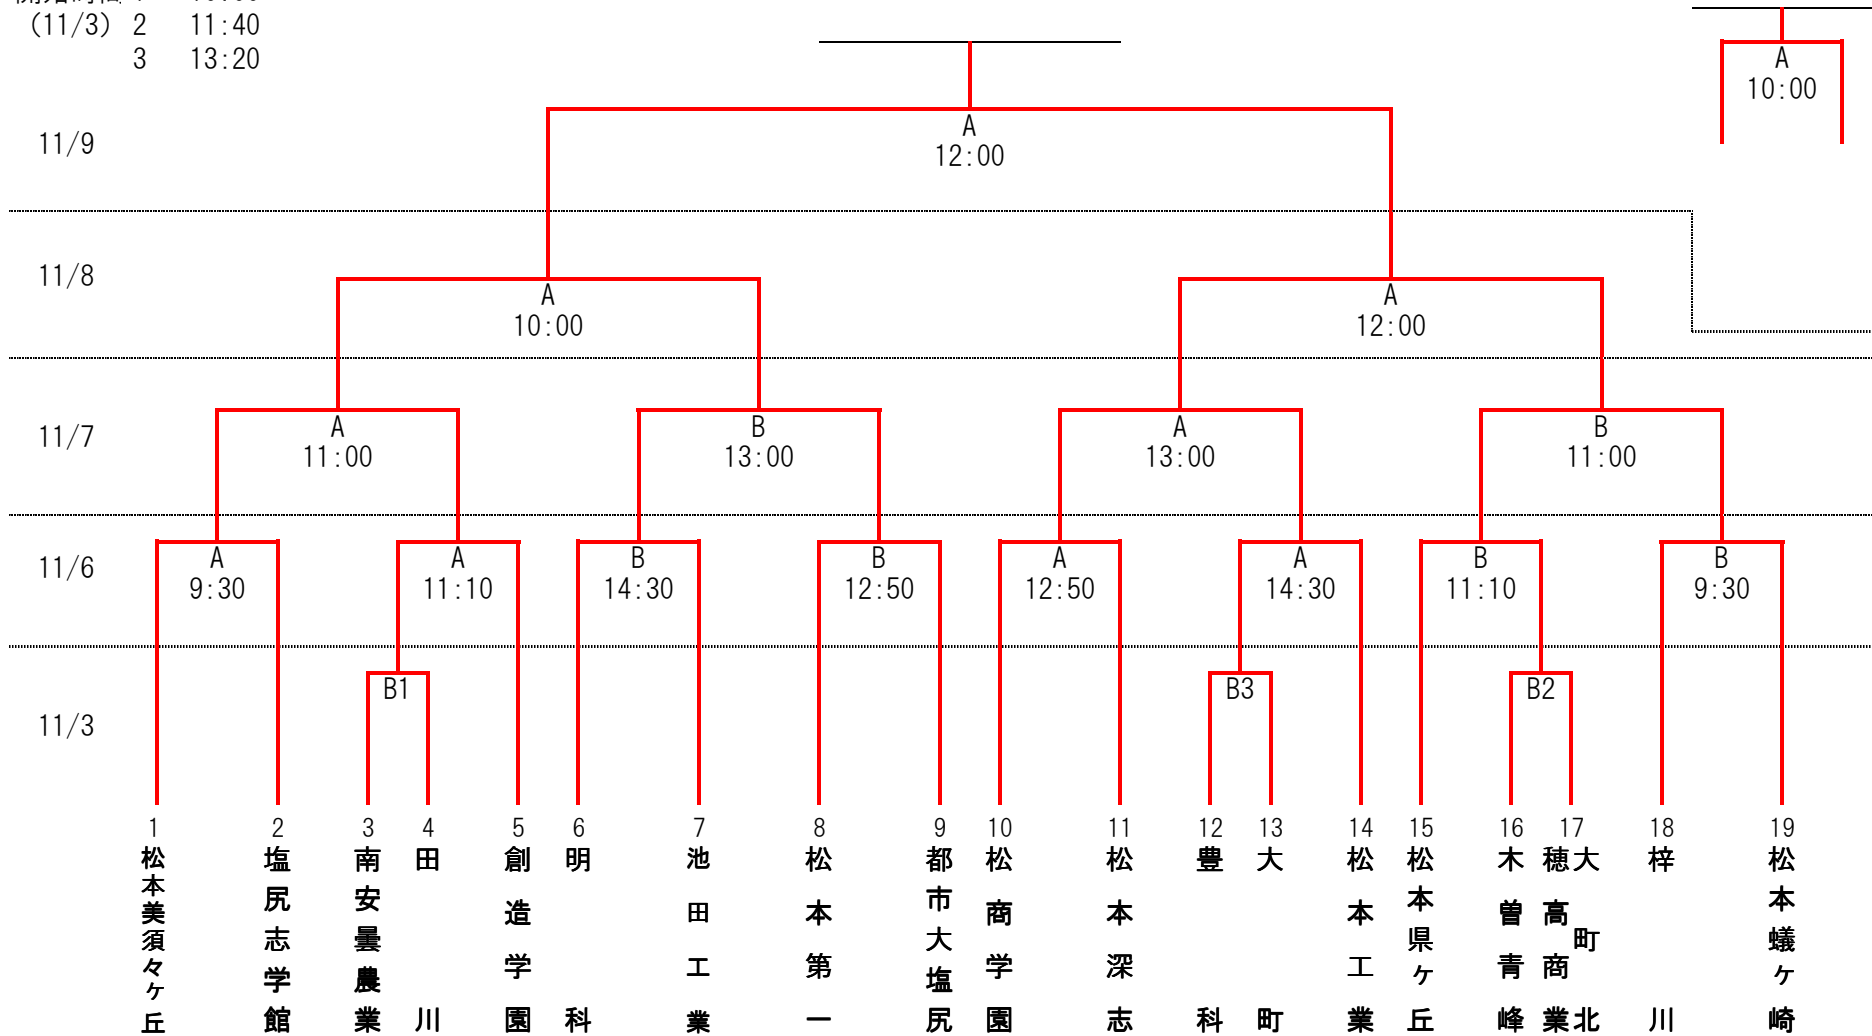 (11/3) 2 11:40
3 13:20
A
10:00
11/9
A
12:00
11/8
A
10:00
A
12:00
11/7
A
11:00
B
13:00
A
13:00
B
11:00
11/6
A
9:30
A
11:10
B
14:30
B
12:50
A
12:50
A
14:30
B
11:10
B
9:30
11/3
B1
B3
B2
1
松本美須々ケ丘
2
塩尻志学館
3
南安曇農業
4
田川
5
創造学園
6
明科
7
池田工業
8
松本第一
9
都市大塩尻
10
松商学園
11
松本深志
12
豊科
13
大町
14
松本工業
15
松本県ケ丘
16
木曽青峰
17
大町北
穂高商業
18
梓川
19
松本蟻ケ崎